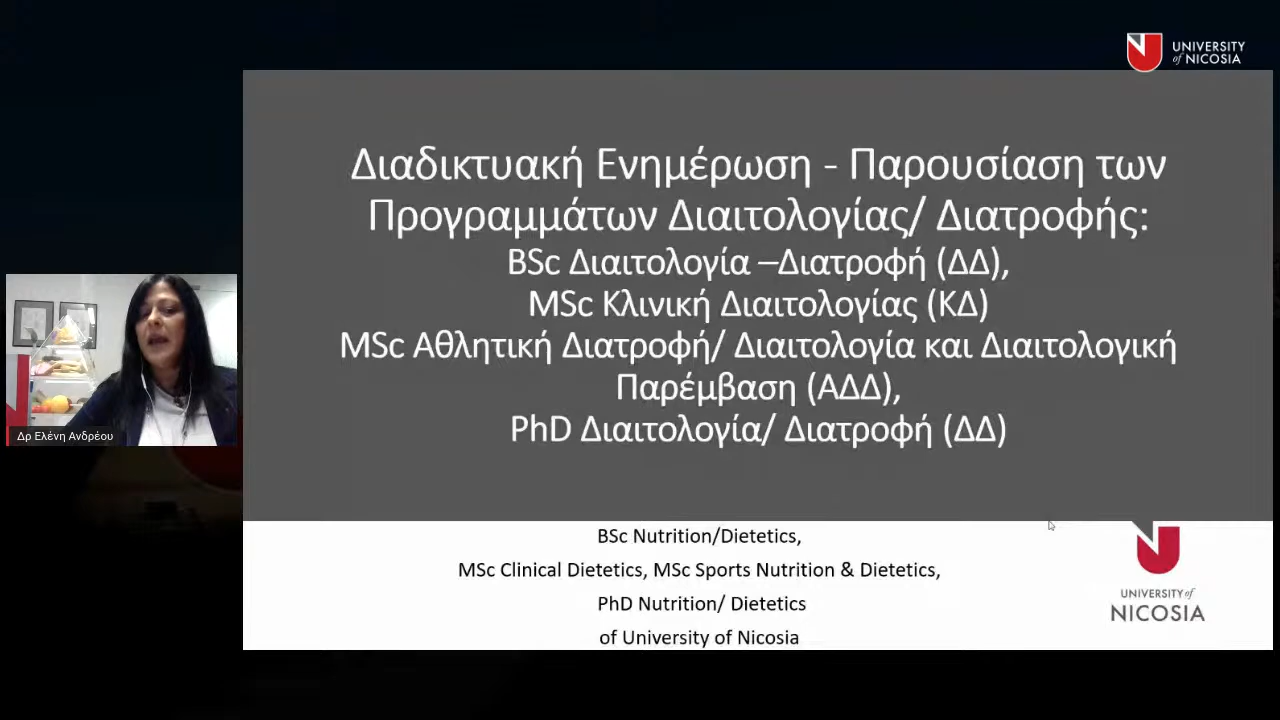 UNIVERSITY
of NICOSIA
Διαδικτυακή Ενημέρωση - Παρουσίαση των
Προγραμμάτων Διαιτολογίας/ Διατροφής:
BSc Διαιτολογία –Διατροφή (ΔΔ),
MSc Κλινική Διαιτολογίας (ΚΔ)
MSc Αθλητική Διατροφή/ Διαιτολογία και Διαιτολογική
Παρέμβαση (ΑΔΔ),
PhD Διαιτολογία/ Διατροφή (ΔΔ)
Δρ Ελένη Ανδρέου
BSc Nutrition/Dietetics,
MSc Clinical Dietetics, MSc Sports Nutrition & Dietetics,
PhD Nutrition/ Dietetics
of University of Nicosia
UNIVERSITY of
NICOSIA